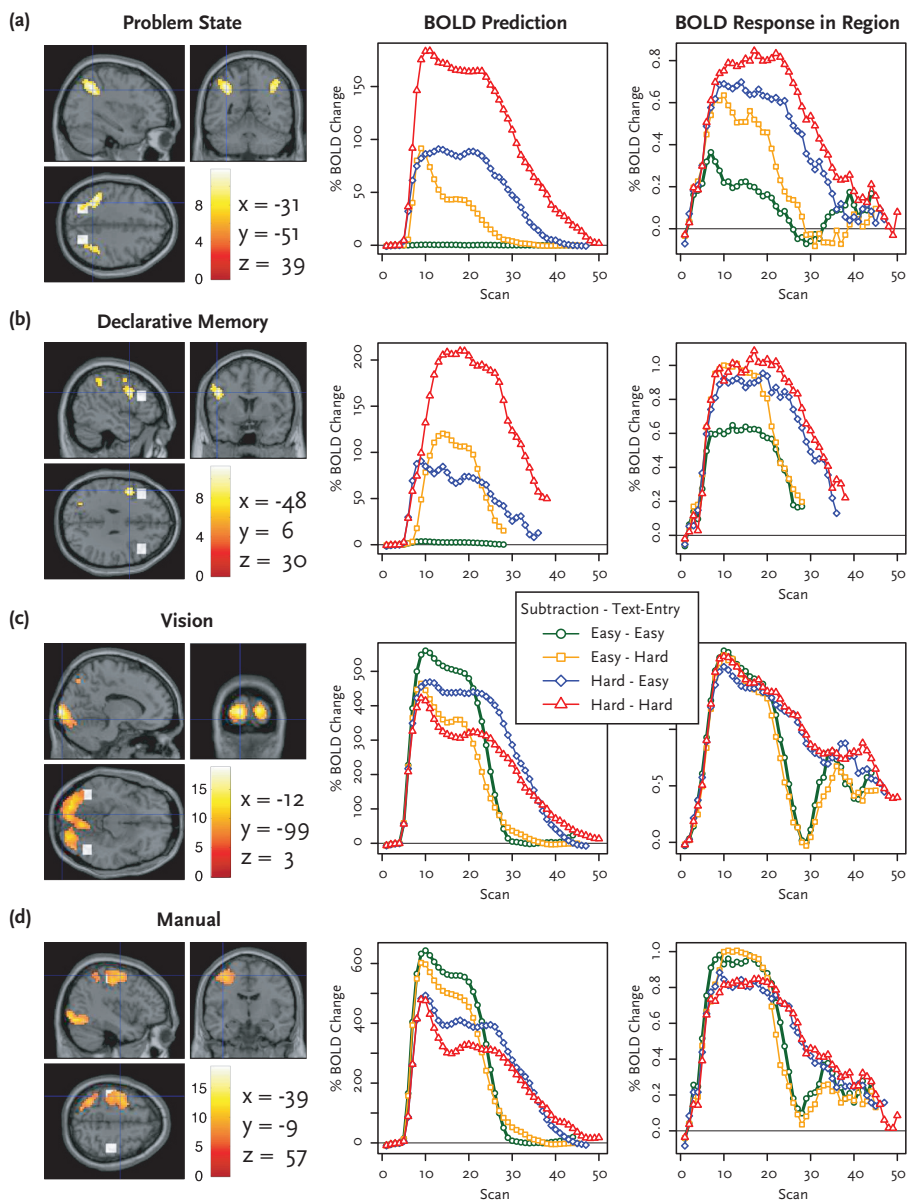 (a)
Problem State
BOLD Prediction
BOLD Response in Region
8
4
0
x = -31
y = -51
z = 39
% BOLD Change
0
50
100
150
0 10 20 30 40 50
Scan
% BOLD Change
0.0
0.2
0.4
0.6
0.8
0 10 20 30 40 50
Scan
(b)
Declarative Memory
8
4
0
x = -48
y = 6
z = 30
% BOLD Change
0
50
100
150
200
0 10 20 30 40 50
Scan
% BOLD Change
0.0
0.2
0.4
0.6
0.8
1.0
0 10 20 30 40 50
Scan
(c)
Vision
15
10
5
0
x = -12
y = -99
z = 3
% BOLD Change
0
100
200
300
400
500
0 10 20 30 40 50
Scan
Subtraction - Text-Entry
Easy - Easy
Easy - Hard
Hard - Easy
Hard - Hard
0.0
0.5
0 10 20 30 40 50
Scan
(d)
Manual
15
10
5
0
x = -39
y = -9
z = 57
% BOLD Change
0
200
400
600
0 10 20 30 40 50
Scan
% BOLD Change
0.0
0.2
0.4
0.6
0.8
1.0
0 10 20 30 40 50
Scan